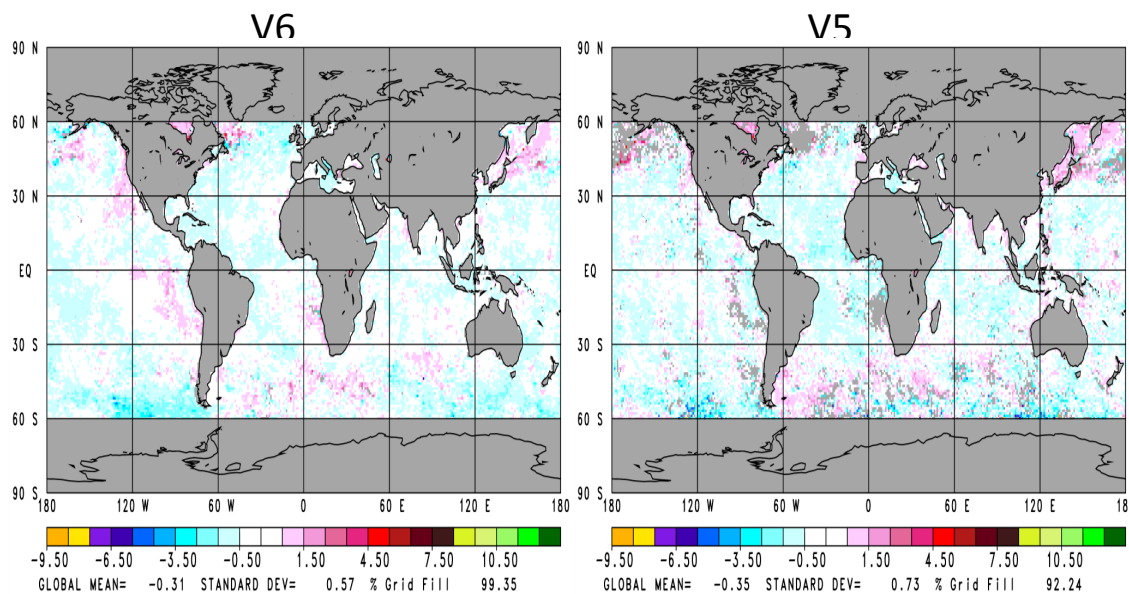 V6 V5
90 N
60 N
30 N
EQ
30 S
60 S
90 S
180 120 W 60 W 0 60 E 120 E 180
-9.50 -6.50 -3.50 -0.50 1.50 4.50 7.50 10.50
GLOBAL MEAN= -0.31 STANDARD DEV= 0.57 % Grid Fill 99.35
90 N
60 N
30 N
EQ
30 S
60 S
90 S
180 120 W 60 W 0 60 E 120 E 180
-9.50 -6.50 -3.50 -0.50 1.50 4.50 7.50 10.50
GLOBAL MEAN= -0.35 STANDARD DEV= 0.73 % Grid Fill 92.24